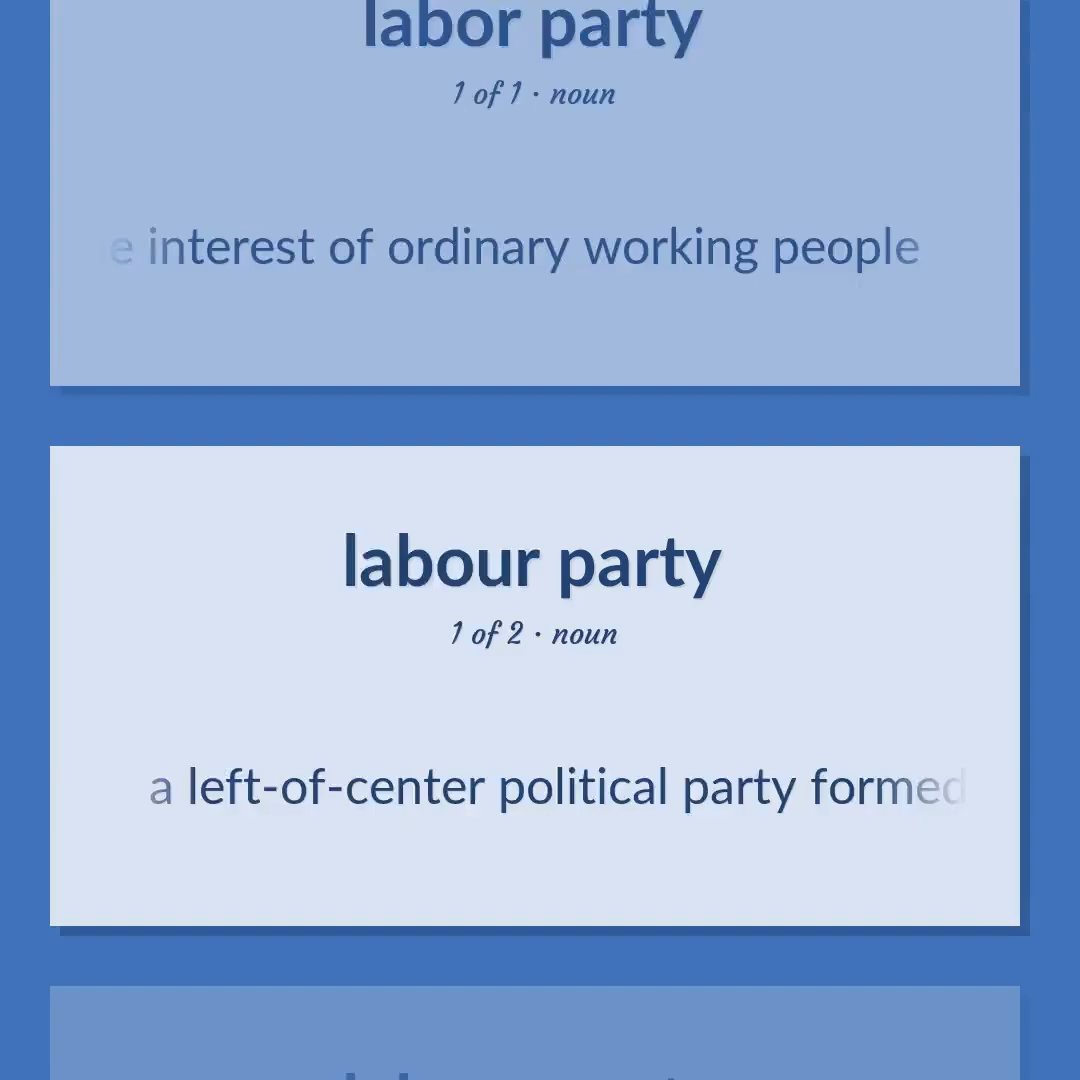 labor party
1 of 1 · noun
interest of ordinary working people
labour party
1 of 2 · noun
a left-of-center political party formed